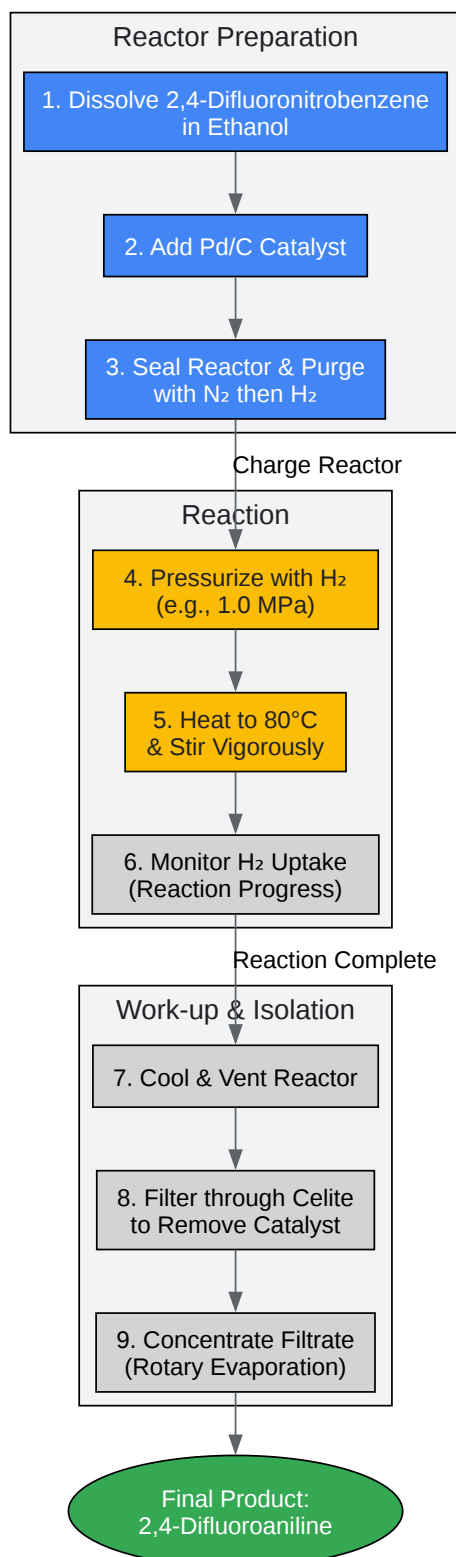 Reactor Preparation
1. Dissolve 2,4-Difluoronitrobenzene
in Ethanol
2. Add Pd/C Catalyst
3. Seal Reactor & Purge
with N₂ then H₂
Charge Reactor
Reaction
4. Pressurize with H₂
(e.g., 1.0 MPa)
5. Heat to 80°C
& Stir Vigorously
6. Monitor H₂ Uptake
(Reaction Progress)
Reaction Complete
Work-up & Isolation
7. Cool & Vent Reactor
8. Filter through Celite
to Remove Catalyst
9. Concentrate Filtrate
(Rotary Evaporation)
Final Product:
2,4-Difluoroaniline